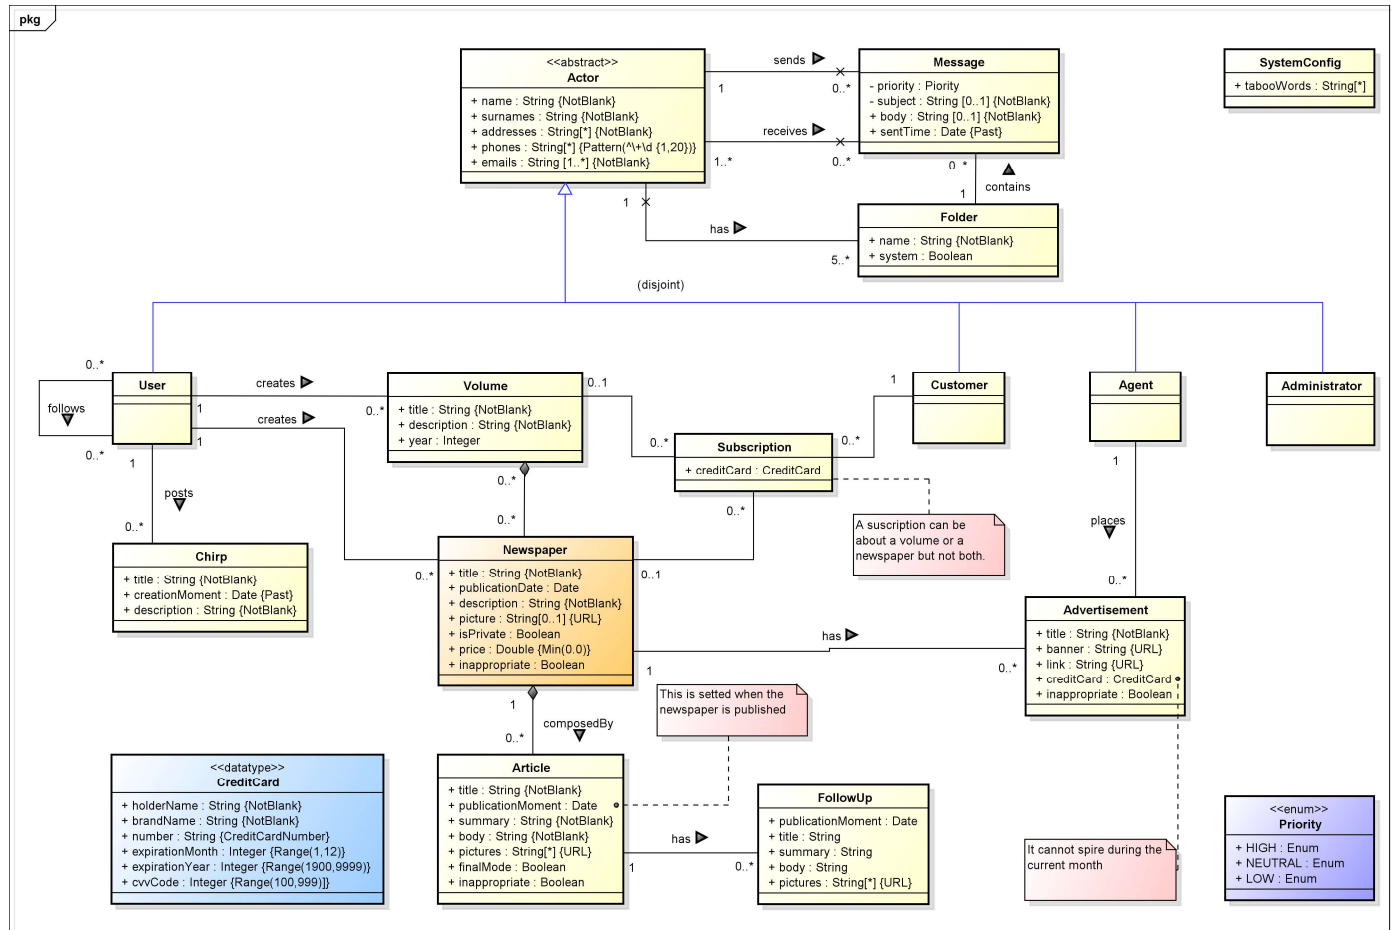 pkg
<<abstract>>
Actor
+ name : String {NotBlank}
+ surnames : String {NotBlank}
+ addresses : String[*] {NotBlank}
+ phones : String[*] {Pattern(^\+\d {1,20})}
+ emails : String [1..*] {NotBlank}
sends
1
0..*
receives
1..*
0..*
Message
- priority : Piority
- subject : String [0..1] {NotBlank}
+ body : String [0..1] {NotBlank}
+ sentTime : Date {Past}
SystemConfig
+ tabooWords : String[*]
0..*
1
contains
1
has
5..*
Folder
+ name : String {NotBlank}
+ system : Boolean
(disjoint)
0..*
follows
0..*
User
creates
1
0..*
creates
1
0..*
1
posts
0..*
Volume
+ title : String {NotBlank}
+ description : String {NotBlank}
+ year : Integer
0..1
0..*
Subscription
+ creditCard : CreditCard
1
0..*
Customer
Agent
Administrator
0..*
0..*
0..*
0..1
A suscription can be
about a volume or a
newspaper but not both.
1
places
0..*
Chirp
+ title : String {NotBlank}
+ creationMoment : Date {Past}
+ description : String {NotBlank}
Newspaper
+ title : String {NotBlank}
+ publicationDate : Date
+ description : String {NotBlank}
+ picture : String[0..1] {URL}
+ isPrivate : Boolean
+ price : Double {Min(0.0)}
+ inappropriate : Boolean
has
1
0..*
Advertisement
+ title : String {NotBlank}
+ banner : String {URL}
+ link : String {URL}
+ creditCard : CreditCard
+ inappropriate : Boolean
This is setted when the
newspaper is published
1
composedBy
0..*
<<datatype>>
CreditCard
+ holderName : String {NotBlank}
+ brandName : String {NotBlank}
+ number : String {CreditCardNumber}
+ expirationMonth : Integer {Range(1,12)}
+ expirationYear : Integer {Range(1900,9999)}
+ cvvCode : Integer {Range(100,999)]}
Article
+ title : String {NotBlank}
+ publicationMoment : Date
+ summary : String {NotBlank}
+ body : String {NotBlank}
+ pictures : String[*] {URL}
+ finalMode : Boolean
+ inappropriate : Boolean
has
1
0..*
FollowUp
+ publicationMoment : Date
+ title : String
+ summary : String
+ body : String
+ pictures : String[*] {URL}
It cannot spire during the
current month
<<enum>>
Priority
+ HIGH : Enum
+ NEUTRAL : Enum
+ LOW : Enum